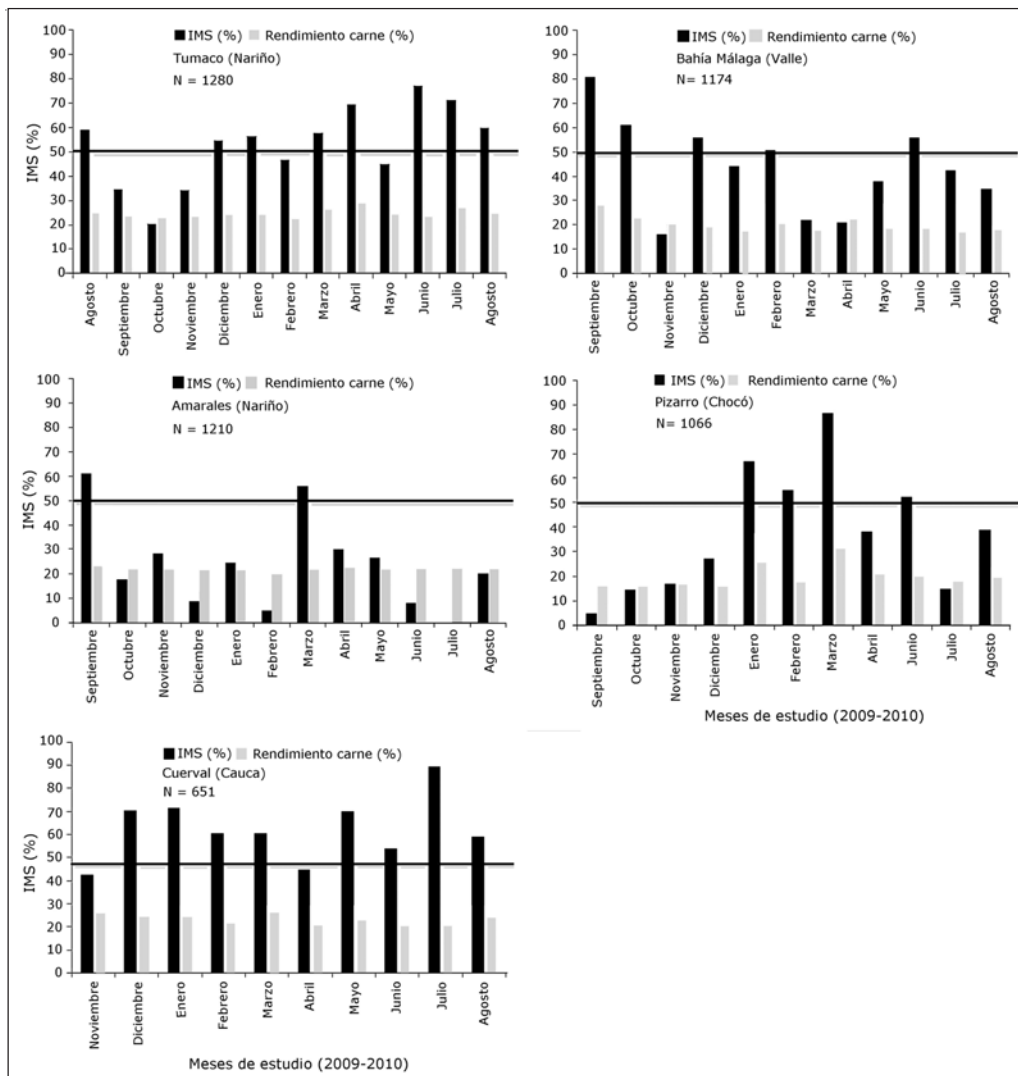 IMS (%) Rendimiento carne (%)
Tumaco (Nariño)
N = 1280
IMS (%)
100
90
80
70
60
50
40
30
20
10
0
Agosto
Septiembre
Octubre
Noviembre
Diciembre
Enero
Febrero
Marzo
Abril
Mayo
Junio
Julio
Agosto
IMS (%) Rendimiento carne (%)
Bahía Málaga (Valle)
N= 1174
100
90
80
70
60
50
40
30
20
10
0
Septiembre
Octubre
Noviembre
Diciembre
Enero
Febrero
Marzo
Abril
Mayo
Junio
Julio
Agosto
IMS (%) Rendimiento carne (%)
Amarales (Nariño)
N = 1210
IMS (%)
100
90
80
70
60
50
40
30
20
10
0
Septiembre
Octubre
Noviembre
Diciembre
Enero
Febrero
Marzo
Abril
Mayo
Junio
Julio
Agosto
IMS (%) Rendimiento carne (%)
Pizarro (Chocó)
N= 1066
100
90
80
70
60
50
40
30
20
10
0
Septiembre
Octubre
Noviembre
Diciembre
Enero
Febrero
Marzo
Abril
Junio
Julio
Agosto
Meses de estudio (2009-2010)
IMS (%) Rendimiento carne (%)
Cuerval (Cauca)
N = 651
IMS (%)
100
90
80
70
60
50
40
30
20
10
0
Noviembre
Diciembre
Enero
Febrero
Marzo
Abril
Mayo
Junio
Julio
Agosto
Meses de estudio (2009-2010)